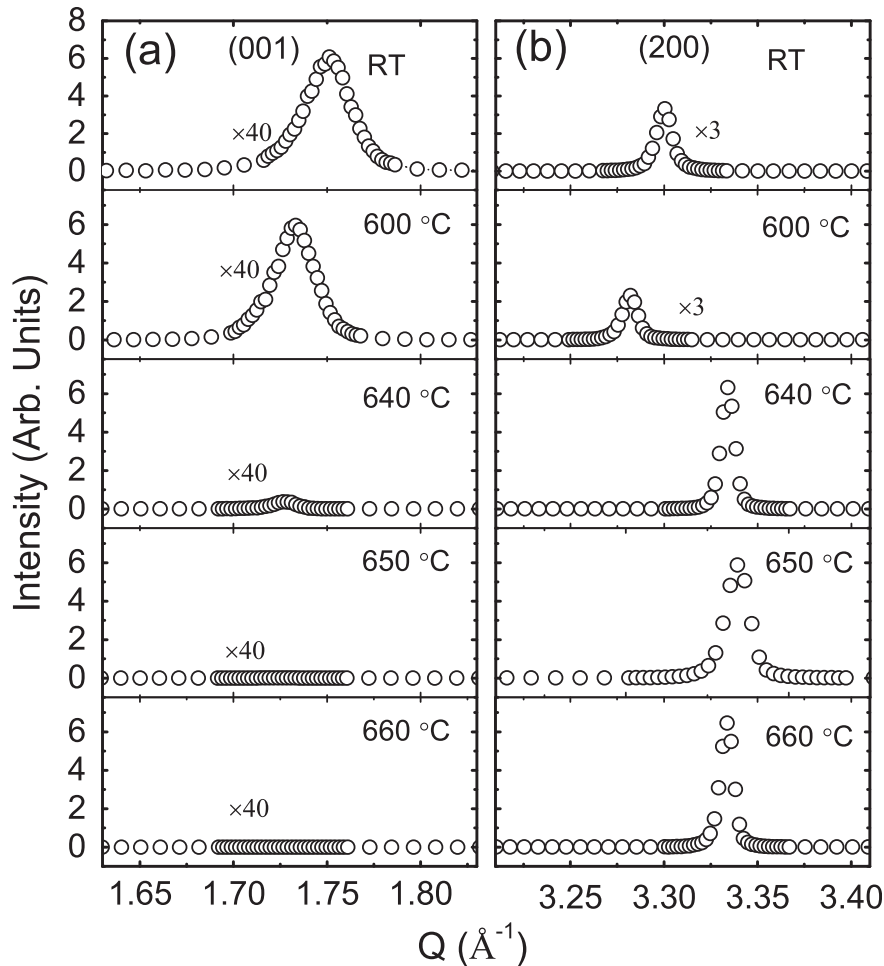 Intensity (Arb. Units)
(a) (001) RT
×40
8
6
4
2
0
(b) (200) RT
×3
600 °C
×40
6
4
2
0
600 °C
×3
640 °C
×40
6
4
2
0
640 °C
650 °C
×40
6
4
2
0
650 °C
660 °C
×40
6
4
2
0
660 °C
1.65 1.70 1.75 1.80
3.25 3.30 3.35 3.40
Q (Å⁻¹)